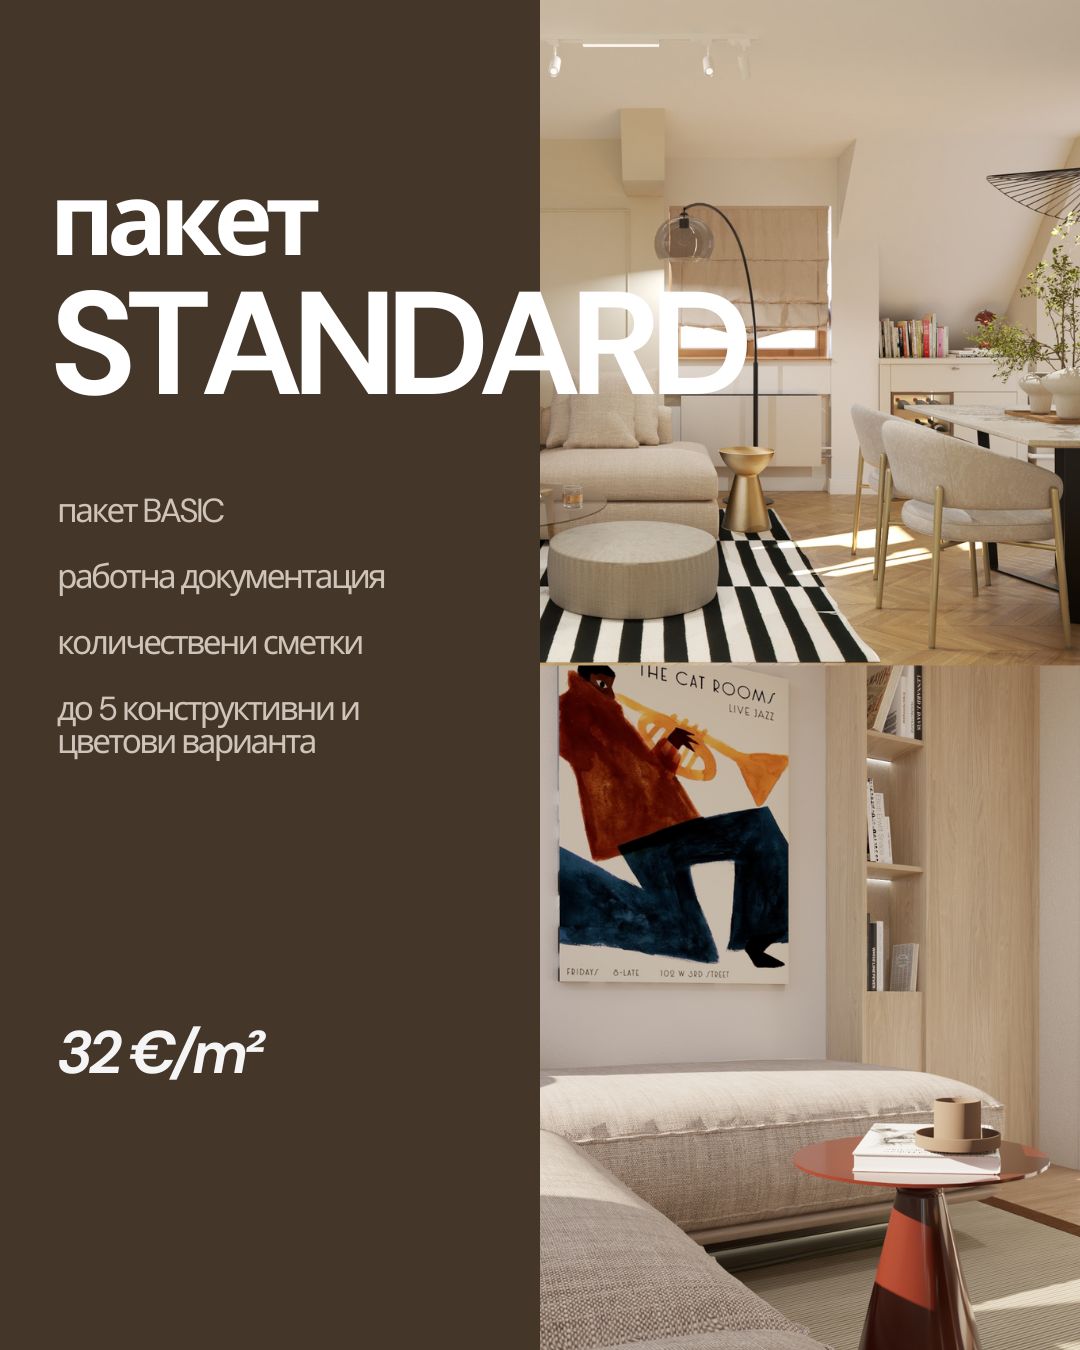 пакет
STANDARD
пакет BASIC
работна документация
количествени сметки
до 5 конструктивни и
цветови варианта
32 €/m²
THE CAT ROOMS
LIVE JAZZ
FRIDAYS 8-LATE 102 W 3RD STREET